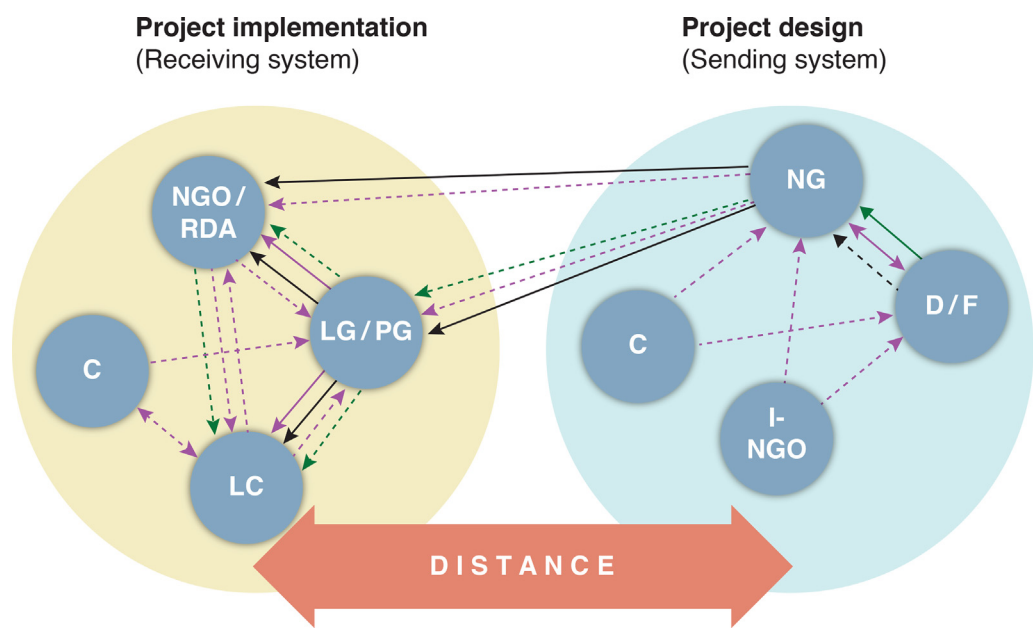 Project implementation
(Receiving system)
Project design
(Sending system)
NGO /
RDA
LG / PG
C
LC
NG
D / F
C
I-
NGO
DISTANCE